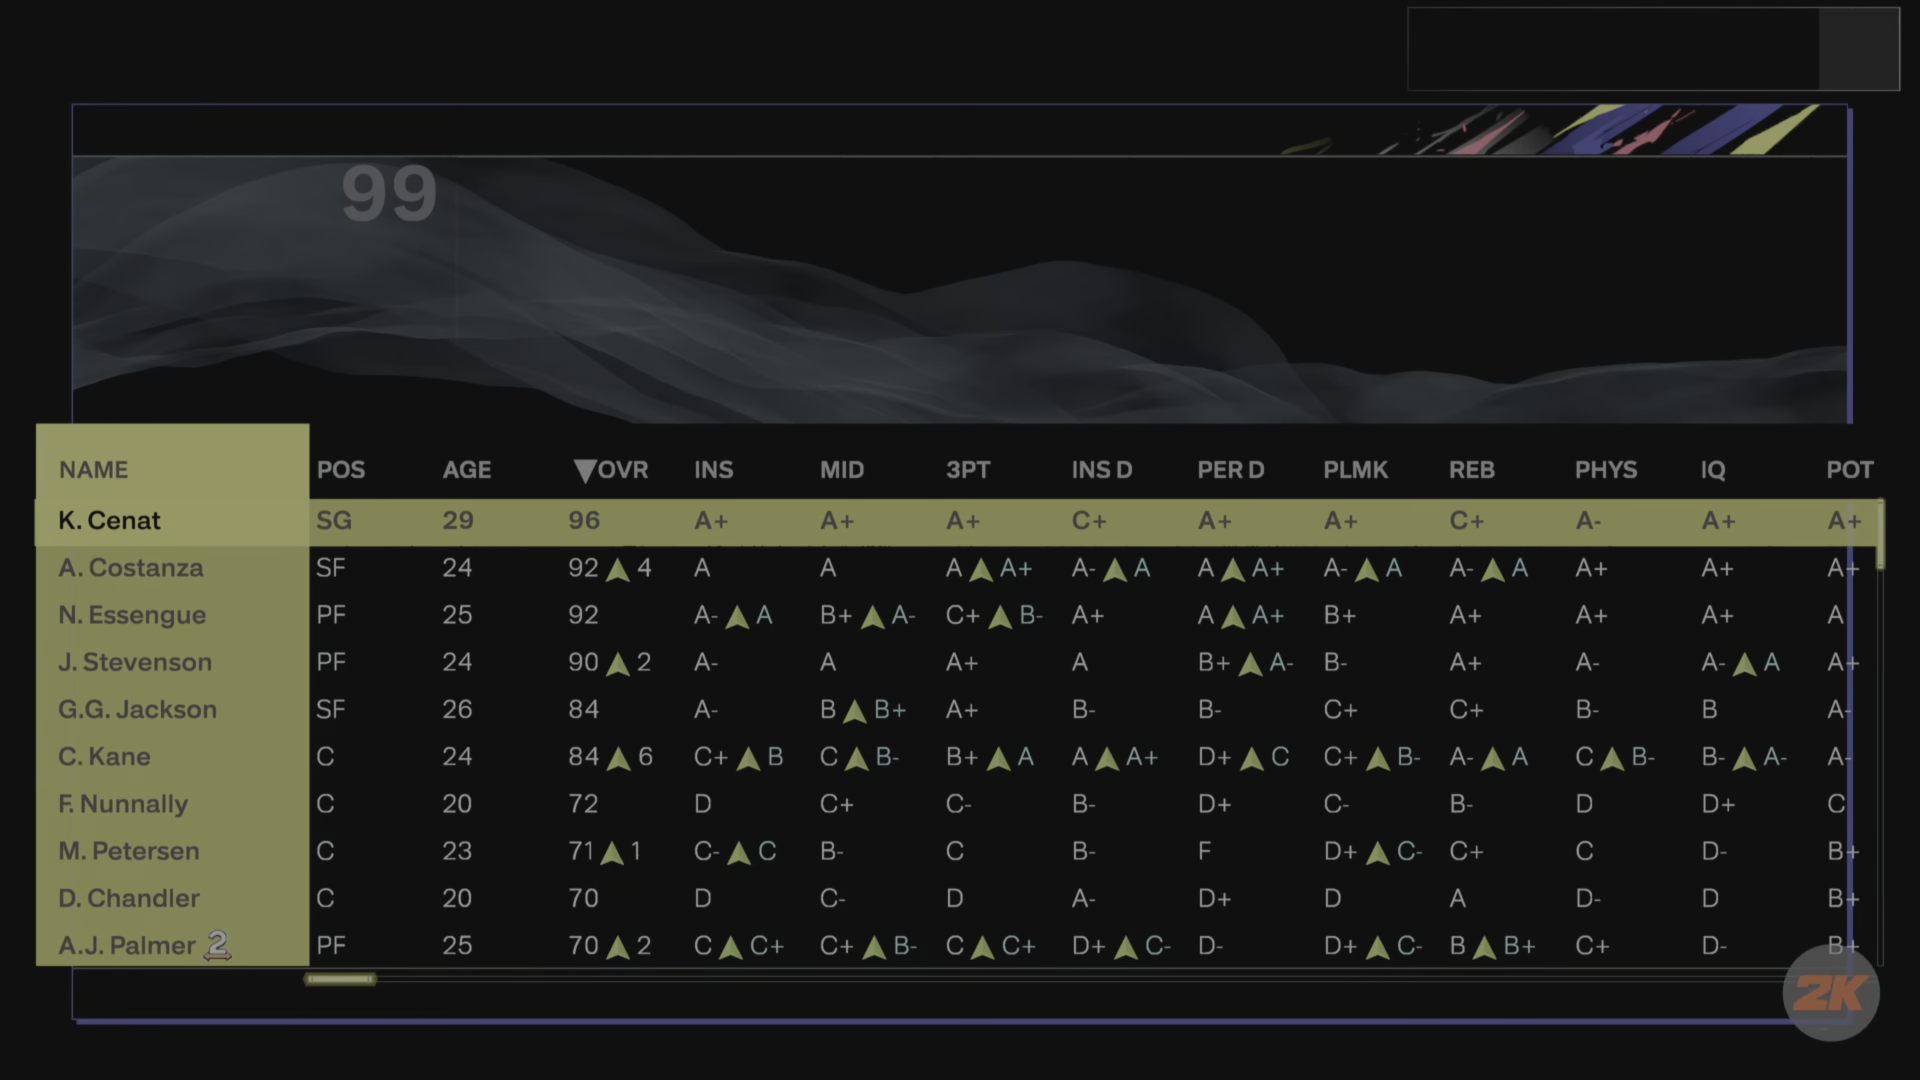 99
NAME POS AGE OVR INS MID 3PT INS D PER D PLMK REB PHYS IQ POT
K. Cenat SG 29 96 A+ A+ A+ C+ A+ A+ C+ A- A+ A+
A. Costanza SF 24 92 4 A A A A+ A- A A A+ A- A A- A A+ A+ A+
N. Essengue PF 25 92 A- A B+ A- C+ B- A+ A A+ B+ A+ A+ A+ A
J. Stevenson PF 24 90 2 A- A A+ A B+ A- B- A+ A- A- A A+
G.G. Jackson SF 26 84 A- B B+ A+ B- B- C+ C+ B- B A-
C. Kane C 24 84 6 C+ B C B- B+ A A A+ D+ C C+ B- A- A C B- B- A- A-
F. Nunnally C 20 72 D C+ C- B- D+ C- B- D D+ C
M. Petersen C 23 71 1 C- C B- C B- F D+ C- C+ C D- B+
D. Chandler C 20 70 D C- D A- D+ D A D- D B+
A.J. Palmer 2 PF 25 70 2 C C+ C+ B- C C+ D+ C- D- D+ C- B B+ C+ D- B+
2K